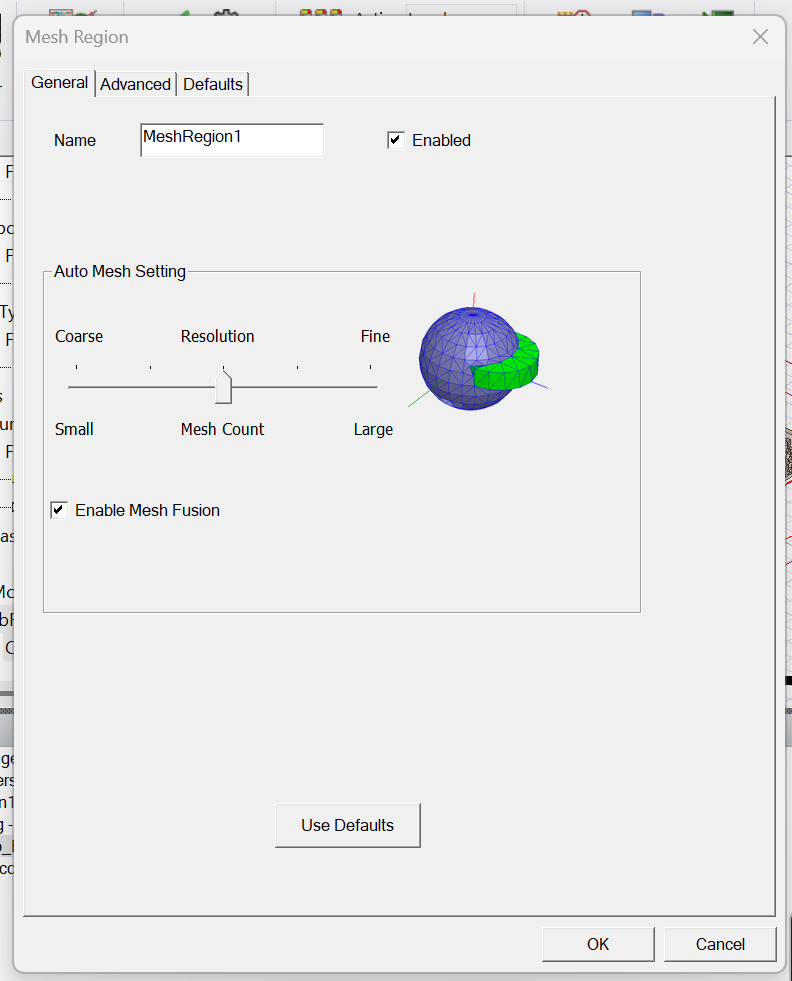 Mesh Region
General Advanced Defaults
Name MeshRegion1 Enabled
Auto Mesh Setting
Coarse Resolution Fine
Small Mesh Count Large
Enable Mesh Fusion
Use Defaults
OK Cancel